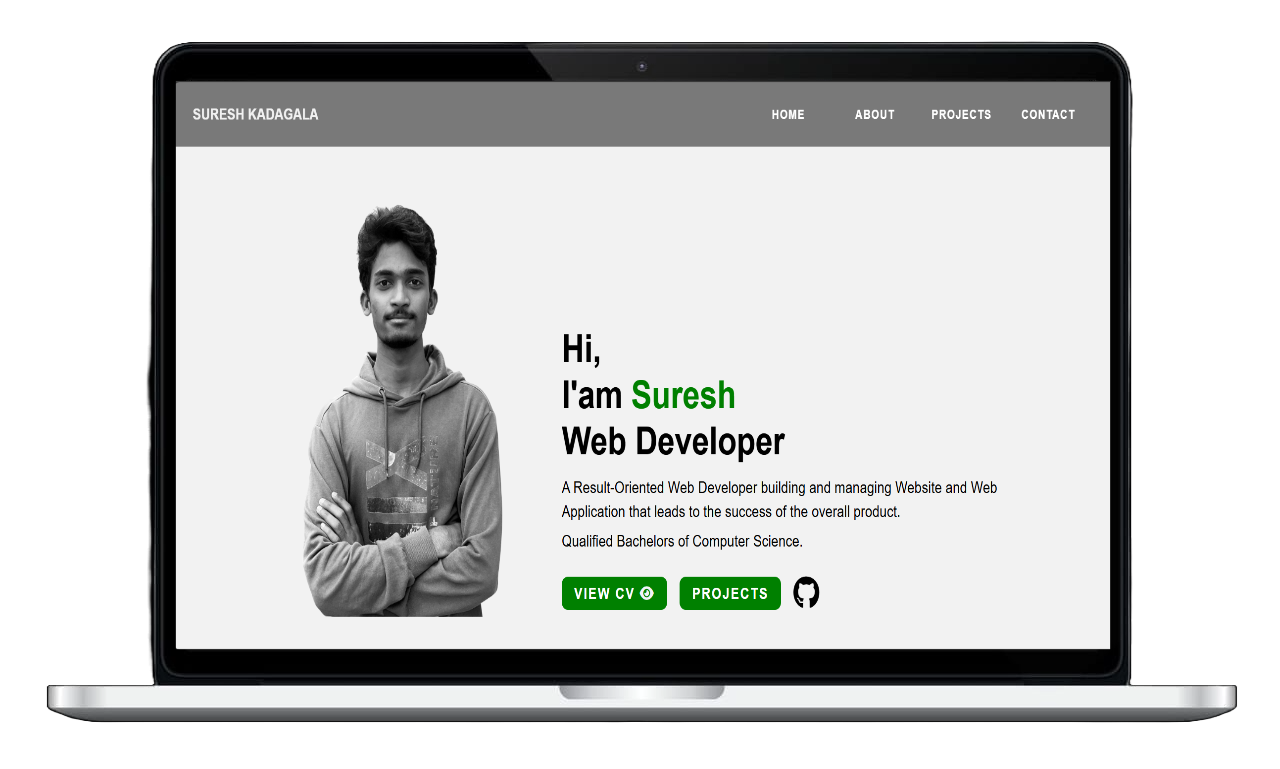 SURESH KADAGALA
HOME ABOUT PROJECTS CONTACT
Hi,
I'am Suresh
Web Developer
A Result-Oriented Web Developer building and managing Website and Web
Application that leads to the success of the overall product.
Qualified Bachelors of Computer Science.
VIEW CV
PROJECTS